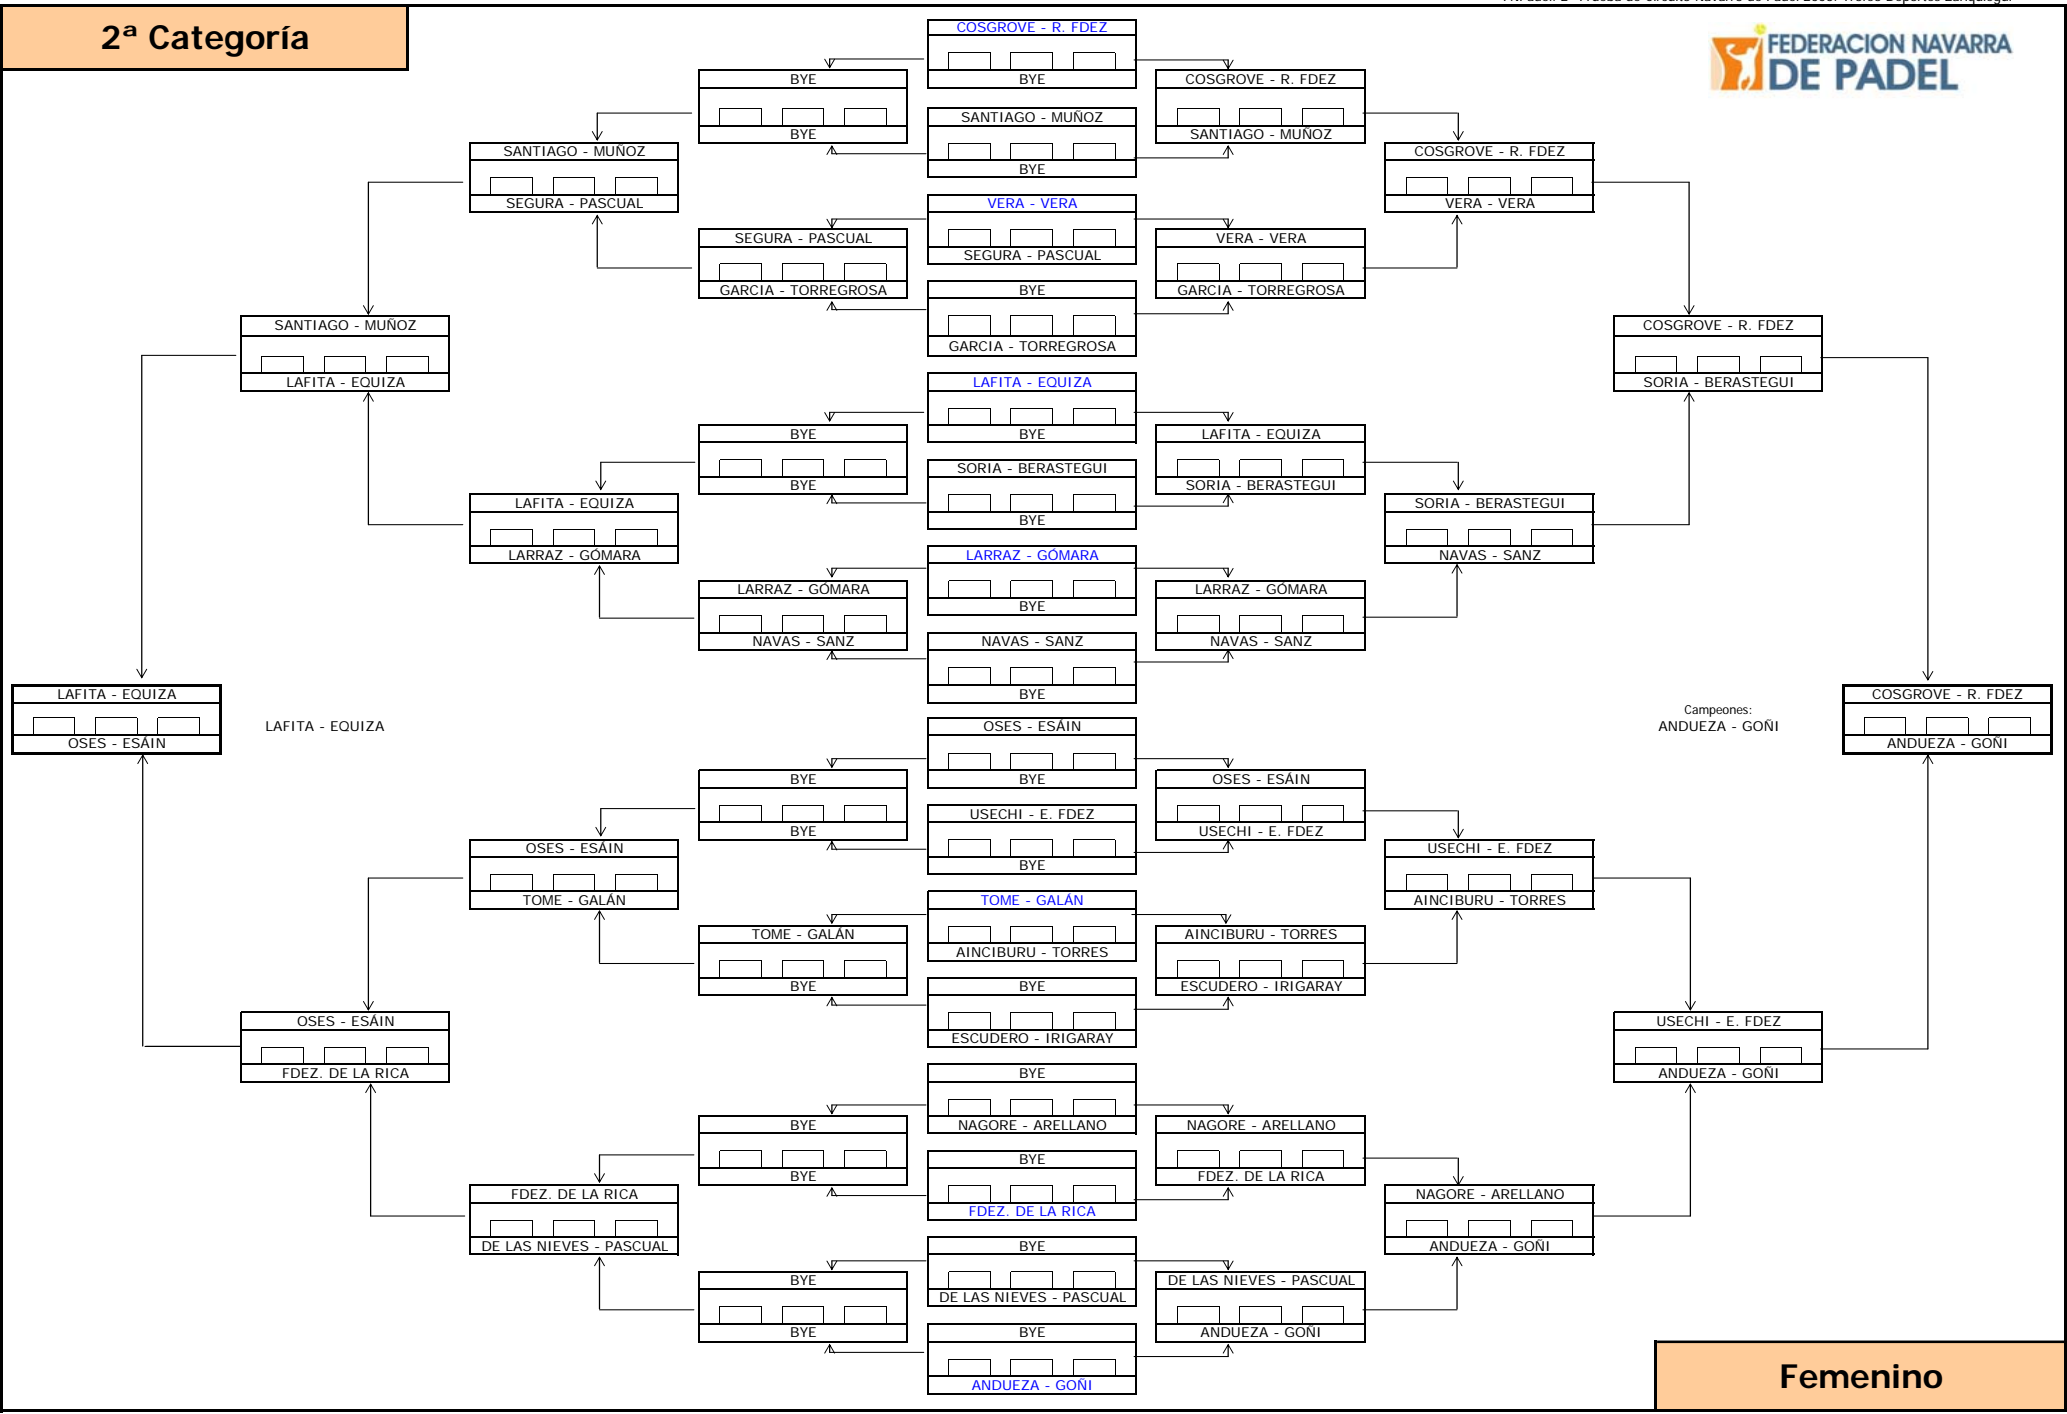 2ª Categoría
FEDERACION NAVARRA
DE PADEL
COSGROVE - R. FDEZ
BYE
SANTIAGO - MUÑOZ
BYE
VERA - VERA
SEGURA - PASCUAL
BYE
GARCIA - TORREGROSA
LAFITA - EQUIZA
BYE
SORIA - BERASTEGUI
BYE
LARRAZ - GÓMARA
BYE
NAVAS - SANZ
BYE
OSES - ESÁIN
BYE
USECHI - E. FDEZ
BYE
TOME - GALÁN
AINCIBURU - TORRES
BYE
ESCUDERO - IRIGARAY
BYE
NAGORE - ARELLANO
BYE
FDEZ. DE LA RICA
BYE
DE LAS NIEVES - PASCUAL
BYE
ANDUEZA - GOÑI
BYE
BYE
SEGURA - PASCUAL
GARCIA - TORREGROSA
BYE
BYE
LARRAZ - GÓMARA
NAVAS - SANZ
BYE
BYE
TOME - GALÁN
BYE
BYE
BYE
BYE
BYE
SANTIAGO - MUÑOZ
SEGURA - PASCUAL
LAFITA - EQUIZA
LARRAZ - GÓMARA
OSES - ESÁIN
TOME - GALÁN
FDEZ. DE LA RICA
DE LAS NIEVES - PASCUAL
SANTIAGO - MUÑOZ
LAFITA - EQUIZA
OSES - ESÁIN
FDEZ. DE LA RICA
LAFITA - EQUIZA
OSES - ESÁIN
LAFITA - EQUIZA
COSGROVE - R. FDEZ
SANTIAGO - MUÑOZ
VERA - VERA
GARCIA - TORREGROSA
LAFITA - EQUIZA
SORIA - BERASTEGUI
LARRAZ - GÓMARA
NAVAS - SANZ
OSES - ESÁIN
USECHI - E. FDEZ
AINCIBURU - TORRES
ESCUDERO - IRIGARAY
NAGORE - ARELLANO
FDEZ. DE LA RICA
DE LAS NIEVES - PASCUAL
ANDUEZA - GOÑI
COSGROVE - R. FDEZ
VERA - VERA
SORIA - BERASTEGUI
NAVAS - SANZ
USECHI - E. FDEZ
AINCIBURU - TORRES
NAGORE - ARELLANO
ANDUEZA - GOÑI
COSGROVE - R. FDEZ
SORIA - BERASTEGUI
USECHI - E. FDEZ
ANDUEZA - GOÑI
COSGROVE - R. FDEZ
ANDUEZA - GOÑI
Campeones:
ANDUEZA - GOÑI
Femenino